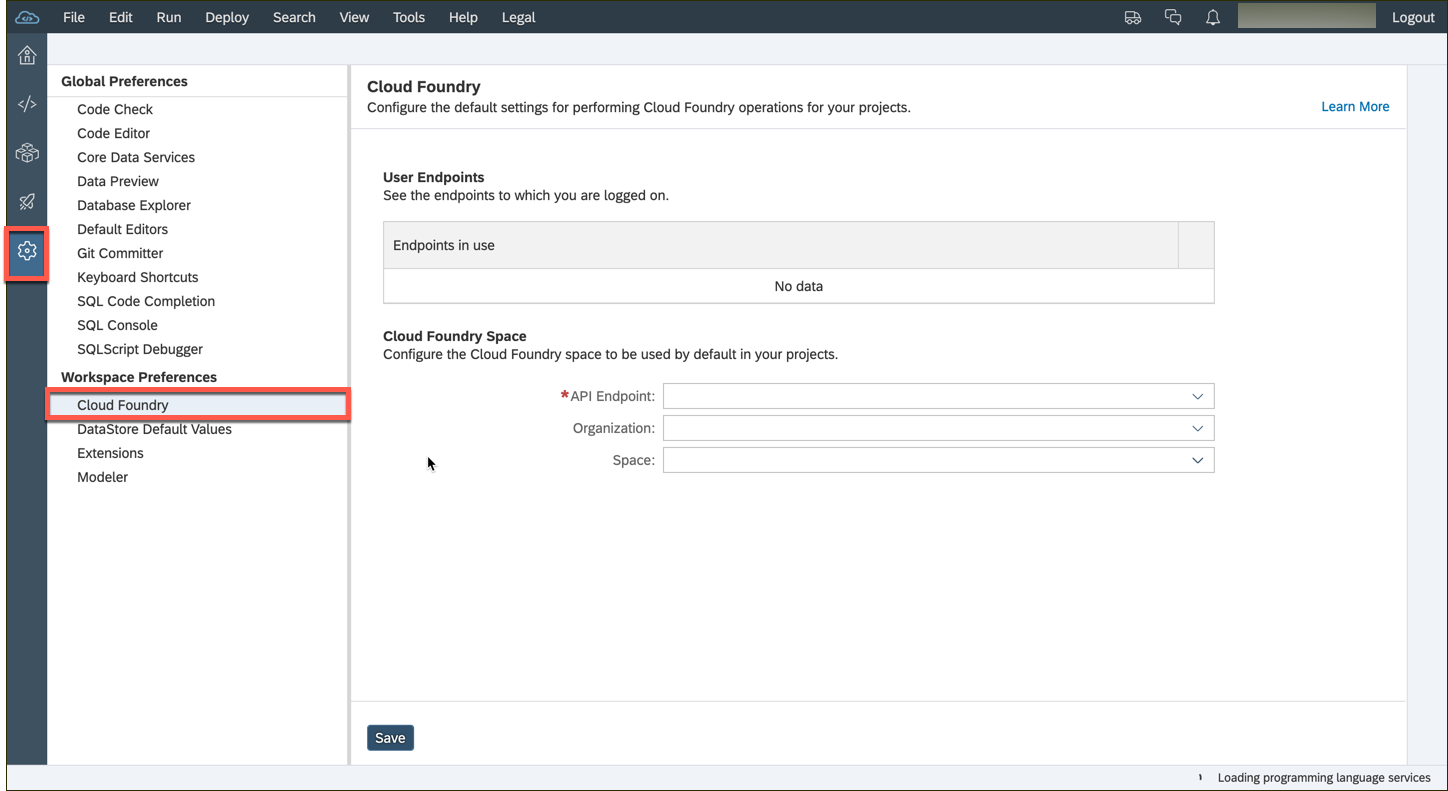 File Edit Run Deploy Search View Tools Help Legal Logout
Global Preferences
Code Check
Code Editor
Core Data Services
Data Preview
Database Explorer
Default Editors
Git Committer
Keyboard Shortcuts
SQL Code Completion
SQL Console
SQLScript Debugger
Workspace Preferences
Cloud Foundry
DataStore Default Values
Extensions
Modeler
Cloud Foundry
Configure the default settings for performing Cloud Foundry operations for your projects.
Learn More
User Endpoints
See the endpoints to which you are logged on.
Endpoints in use
No data
Cloud Foundry Space
Configure the Cloud Foundry space to be used by default in your projects.
*API Endpoint:
Organization:
Space:
Save
Loading programming language services